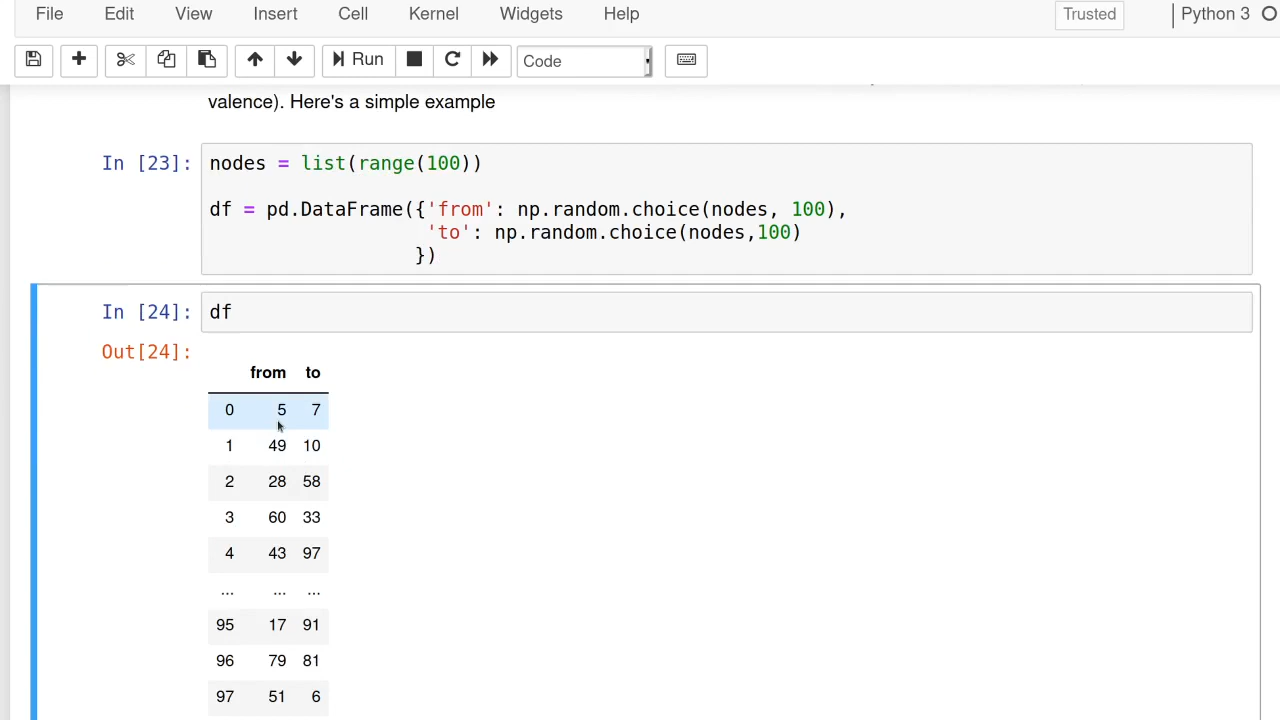 File Edit View Insert Cell Kernel Widgets Help Trusted Python 3
Run Code
valence). Here's a simple example
In [23]: nodes = list(range(100))
df = pd.DataFrame({'from': np.random.choice(nodes, 100),
'to': np.random.choice(nodes,100)
})
In [24]: df
Out[24]:
from to
0 5 7
1 49 10
2 28 58
3 60 33
4 43 97
... ... ...
95 17 91
96 79 81
97 51 6